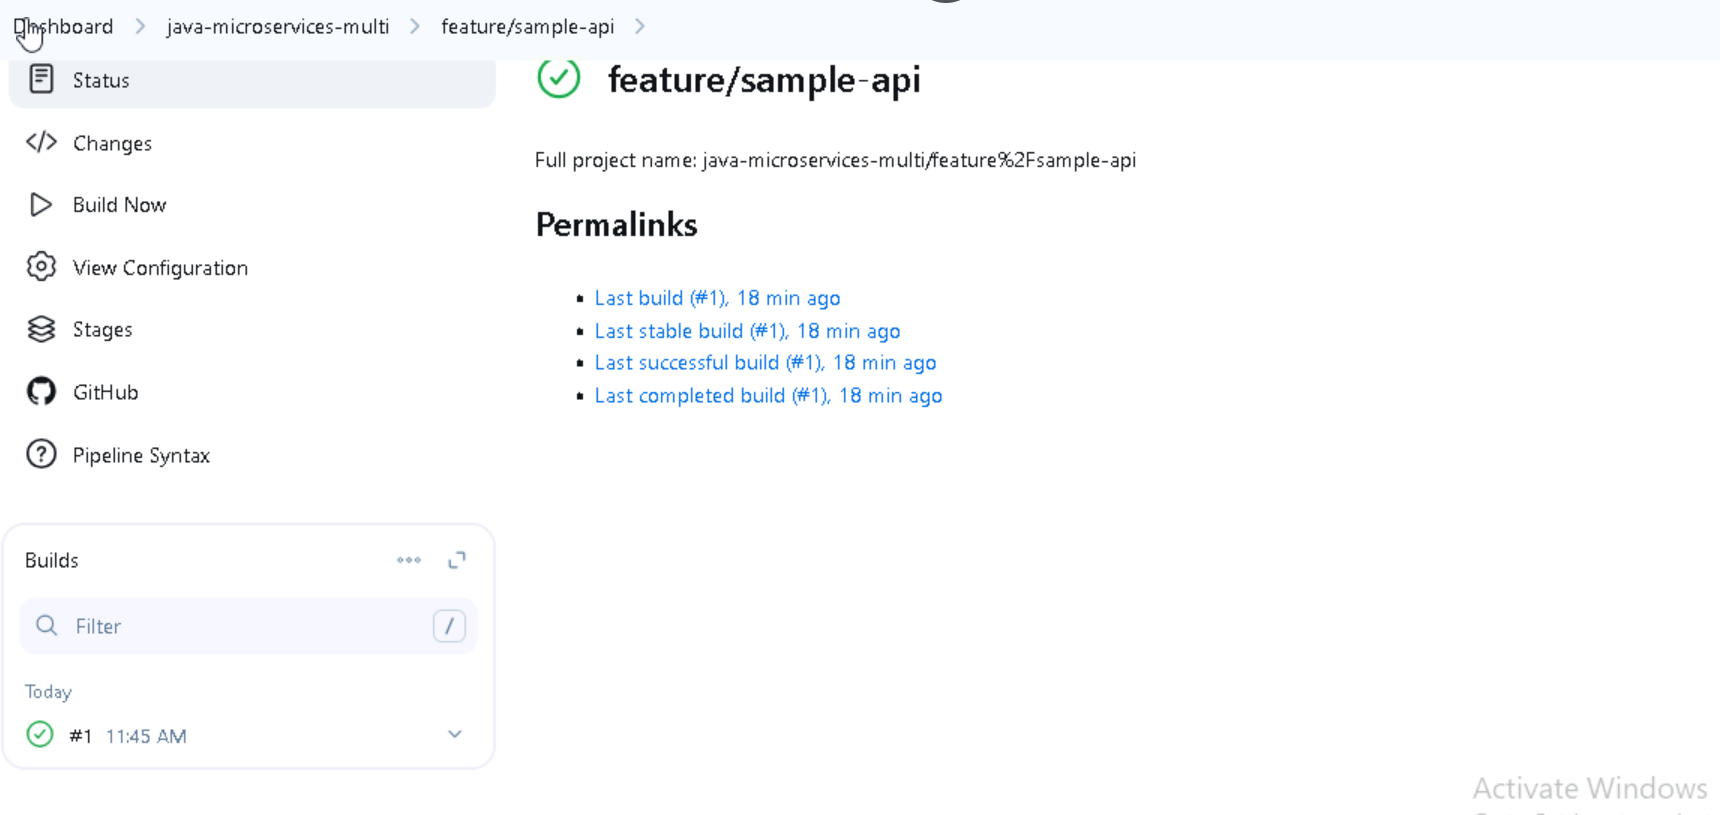 Dashboard > java-microservices-multi > feature/sample-api >
Status
Changes
Build Now
View Configuration
Stages
GitHub
Pipeline Syntax
Builds
Filter /
Today
#1 11:45 AM
feature/sample-api
Full project name: java-microservices-multi/feature%2Fsample-api
Permalinks
Last build (#1), 18 min ago
Last stable build (#1), 18 min ago
Last successful build (#1), 18 min ago
Last completed build (#1), 18 min ago
Activate Windows